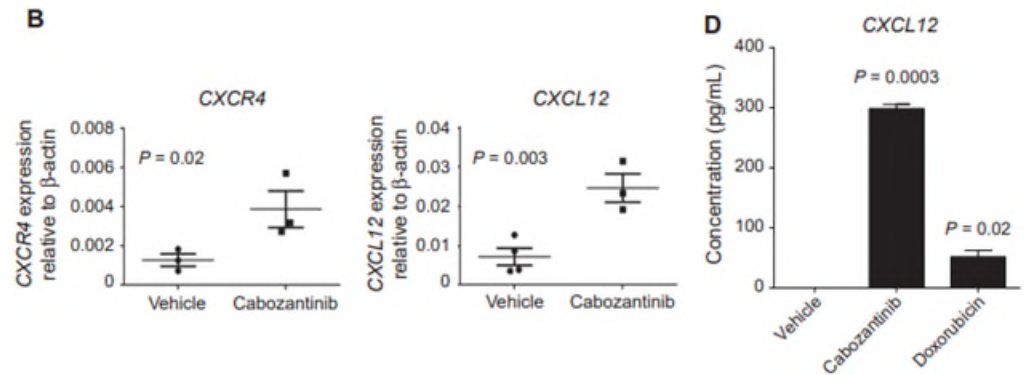 B
CXCR4
CXCR4 expression
relative to β-actin
0.008
0.006
0.004
0.002
0
P = 0.02
Vehicle
Cabozantinib
CXCL12
CXCL12 expression
relative to β-actin
0.04
0.03
0.02
0.01
0
P = 0.003
Vehicle
Cabozantinib
D
CXCL12
Concentration (pg/mL)
400
300
200
100
0
P = 0.0003
P = 0.02
Vehicle
Cabozantinib
Doxorubicin